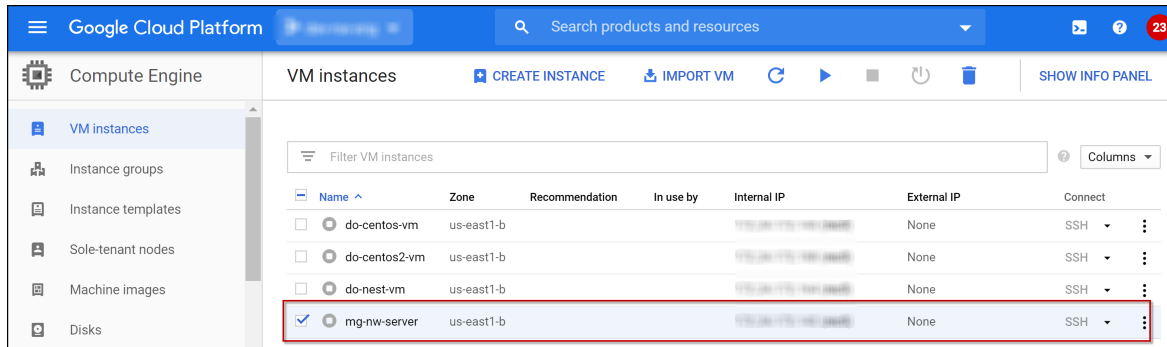 Google Cloud Platform
Search products and resources
23
Compute Engine
VM instances
CREATE INSTANCE
IMPORT VM
SHOW INFO PANEL
VM instances
Instance groups
Instance templates
Sole-tenant nodes
Machine images
Disks
Filter VM instances
Columns
Name Zone Recommendation In use by Internal IP External IP Connect
do-centos-vm us-east1-b None SSH
do-centos2-vm us-east1-b None SSH
do-nest-vm us-east1-b None SSH
mg-nw-server us-east1-b None SSH